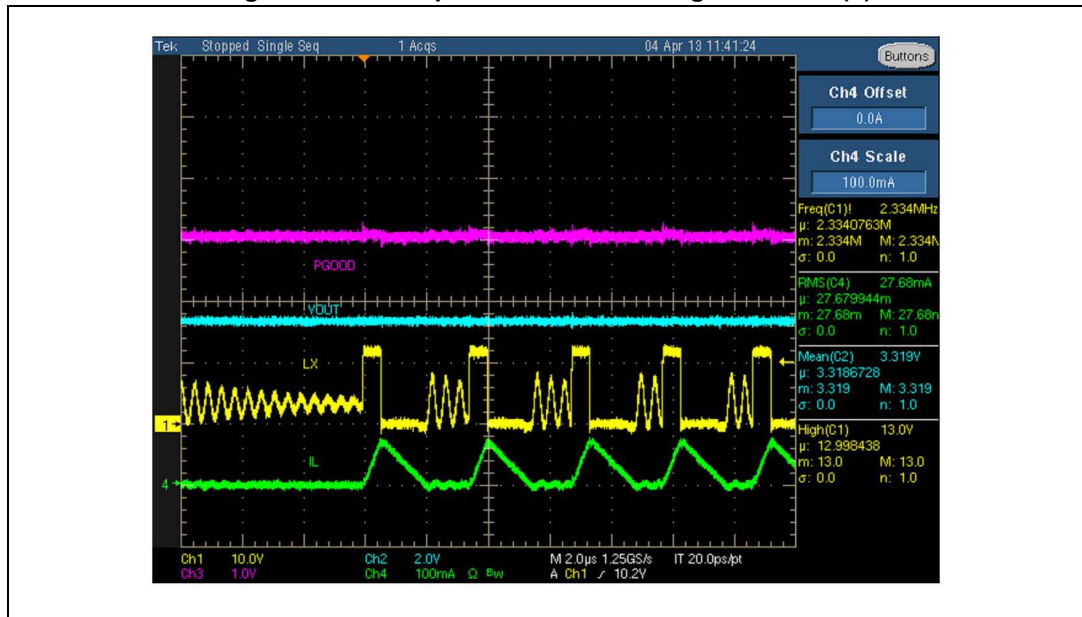 Tek Stopped Single Seq 1 Acqs 04 Apr 13 11:41:24
Buttons
Ch4 Offset
0.0A
Ch4 Scale
100.0mA
Freq(C1)! 2.334MHz
µ: 2.3340763M
m: 2.334M M: 2.334M
σ: 0.0 n: 1.0
RMS(C4) 27.68mA
µ: 27.679944m
m: 27.68m M: 27.68m
σ: 0.0 n: 1.0
Mean(C2) 3.319V
µ: 3.3186728
m: 3.319 M: 3.319
σ: 0.0 n: 1.0
High(C1) 13.0V
µ: 12.998438
m: 13.0 M: 13.0
σ: 0.0 n: 1.0
PGOOD
VOUT
LX
1
IL
4
Ch1 10.0V Ch2 2.0V M 2.0µs 1.25GS/s IT 20.0ps/pt
Ch3 1.0V Ch4 100mA Ω Bw A Ch1 ∫ 10.2V